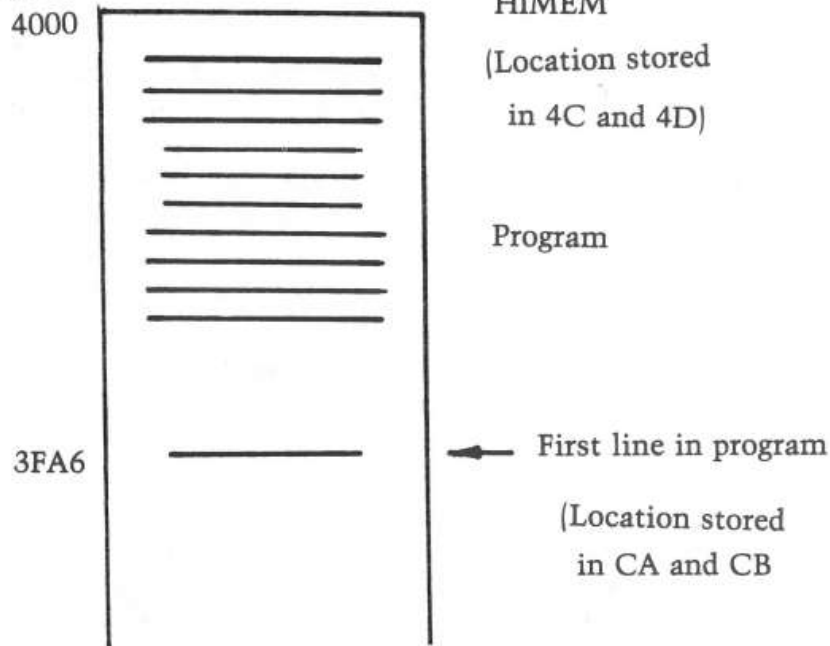 4000
HIMEM
(Location stored
in 4C and 4D)
Program
3FA6
First line in program
(Location stored
in CA and CB